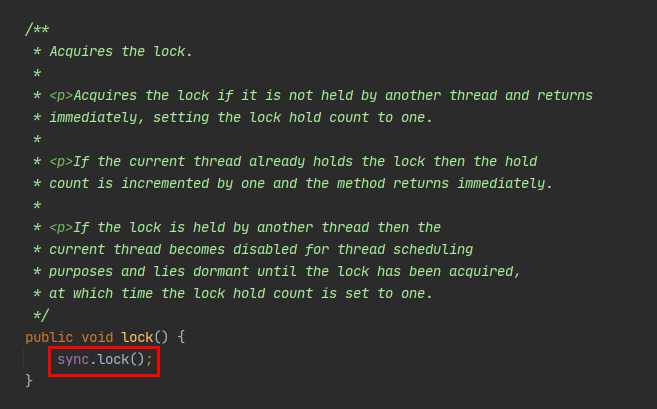 /**
* Acquires the lock.
*
* <p>Acquires the lock if it is not held by another thread and returns
* immediately, setting the lock hold count to one.
*
* <p>If the current thread already holds the lock then the hold
* count is incremented by one and the method returns immediately.
*
* <p>If the lock is held by another thread then the
* current thread becomes disabled for thread scheduling
* purposes and lies dormant until the lock has been acquired,
* at which time the lock hold count is set to one.
*/
public void lock() {
sync.lock();
}